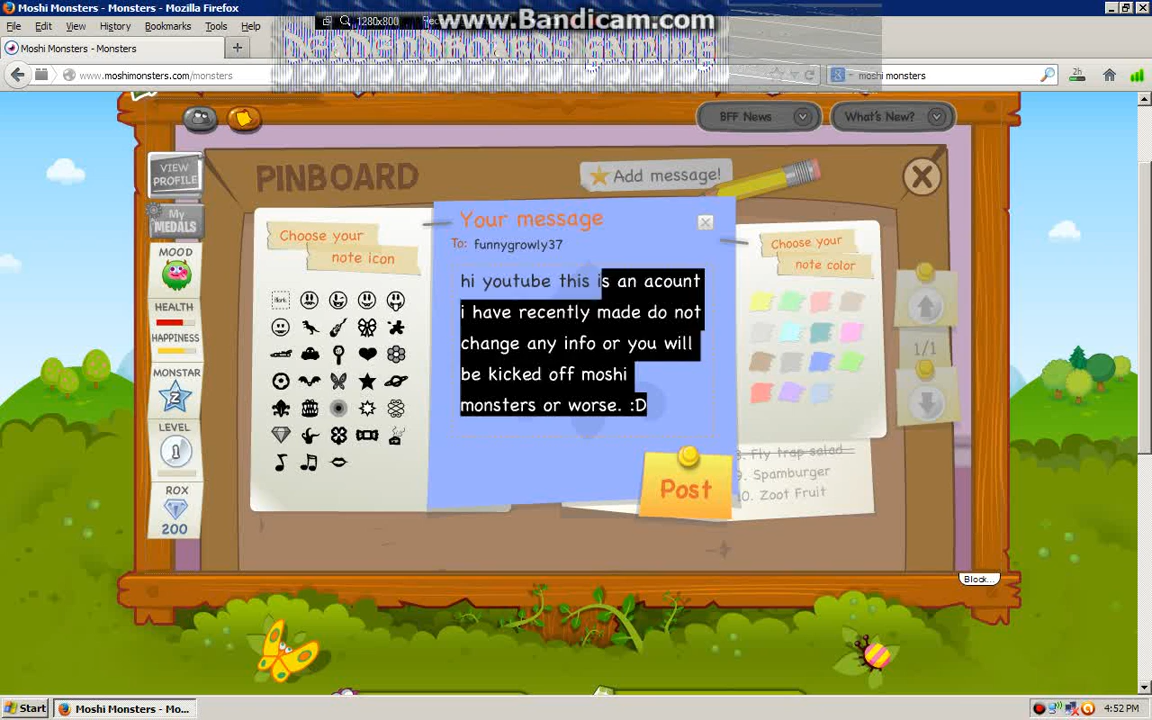 Moshi Monsters - Monsters - Mozilla Firefox
File Edit View History Bookmarks Tools Help
1280x800
www.Bandicam.com
Moshi Monsters - Monsters
www.moshimonsters.com/monsters
moshi monsters
2h
BFF News
What's New?
VIEW PROFILE
PINBOARD
Add message!
My MEDALS
Choose your
note icon
Your message
To: funnygrowly37
Choose your
note color
hi youtube this is an acount
i have recently made do not
change any info or you will
be kicked off moshi
monsters or worse. :D
MOOD
HEALTH
HAPPINESS
MONSTAR
Z
LEVEL
1
ROX
200
1/1
Post
Fly trap salad
9. Spamburger
10. Zoot Fruit
Block...
Start
Moshi Monsters - Mo...
4:52 PM